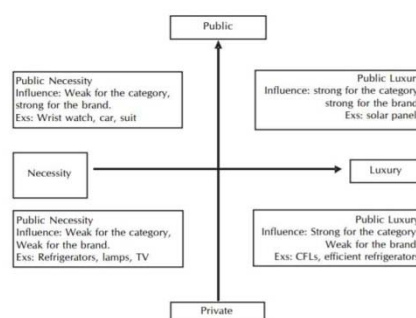 Public
Public Necessity
Influence: Weak for the category,
strong for the brand.
Exs: Wrist watch, car, suit
Public Luxury
Influence: strong for the category
strong for the brand
Exs: solar panel
Necessity
Luxury
Public Necessity
Influence: Weak for the category,
Weak for the brand.
Exs: Refrigerators, lamps, TV
Public Luxury
Influence: Strong for the category
Weak for the brand
Exs: CFLs, efficient refrigerators
Private